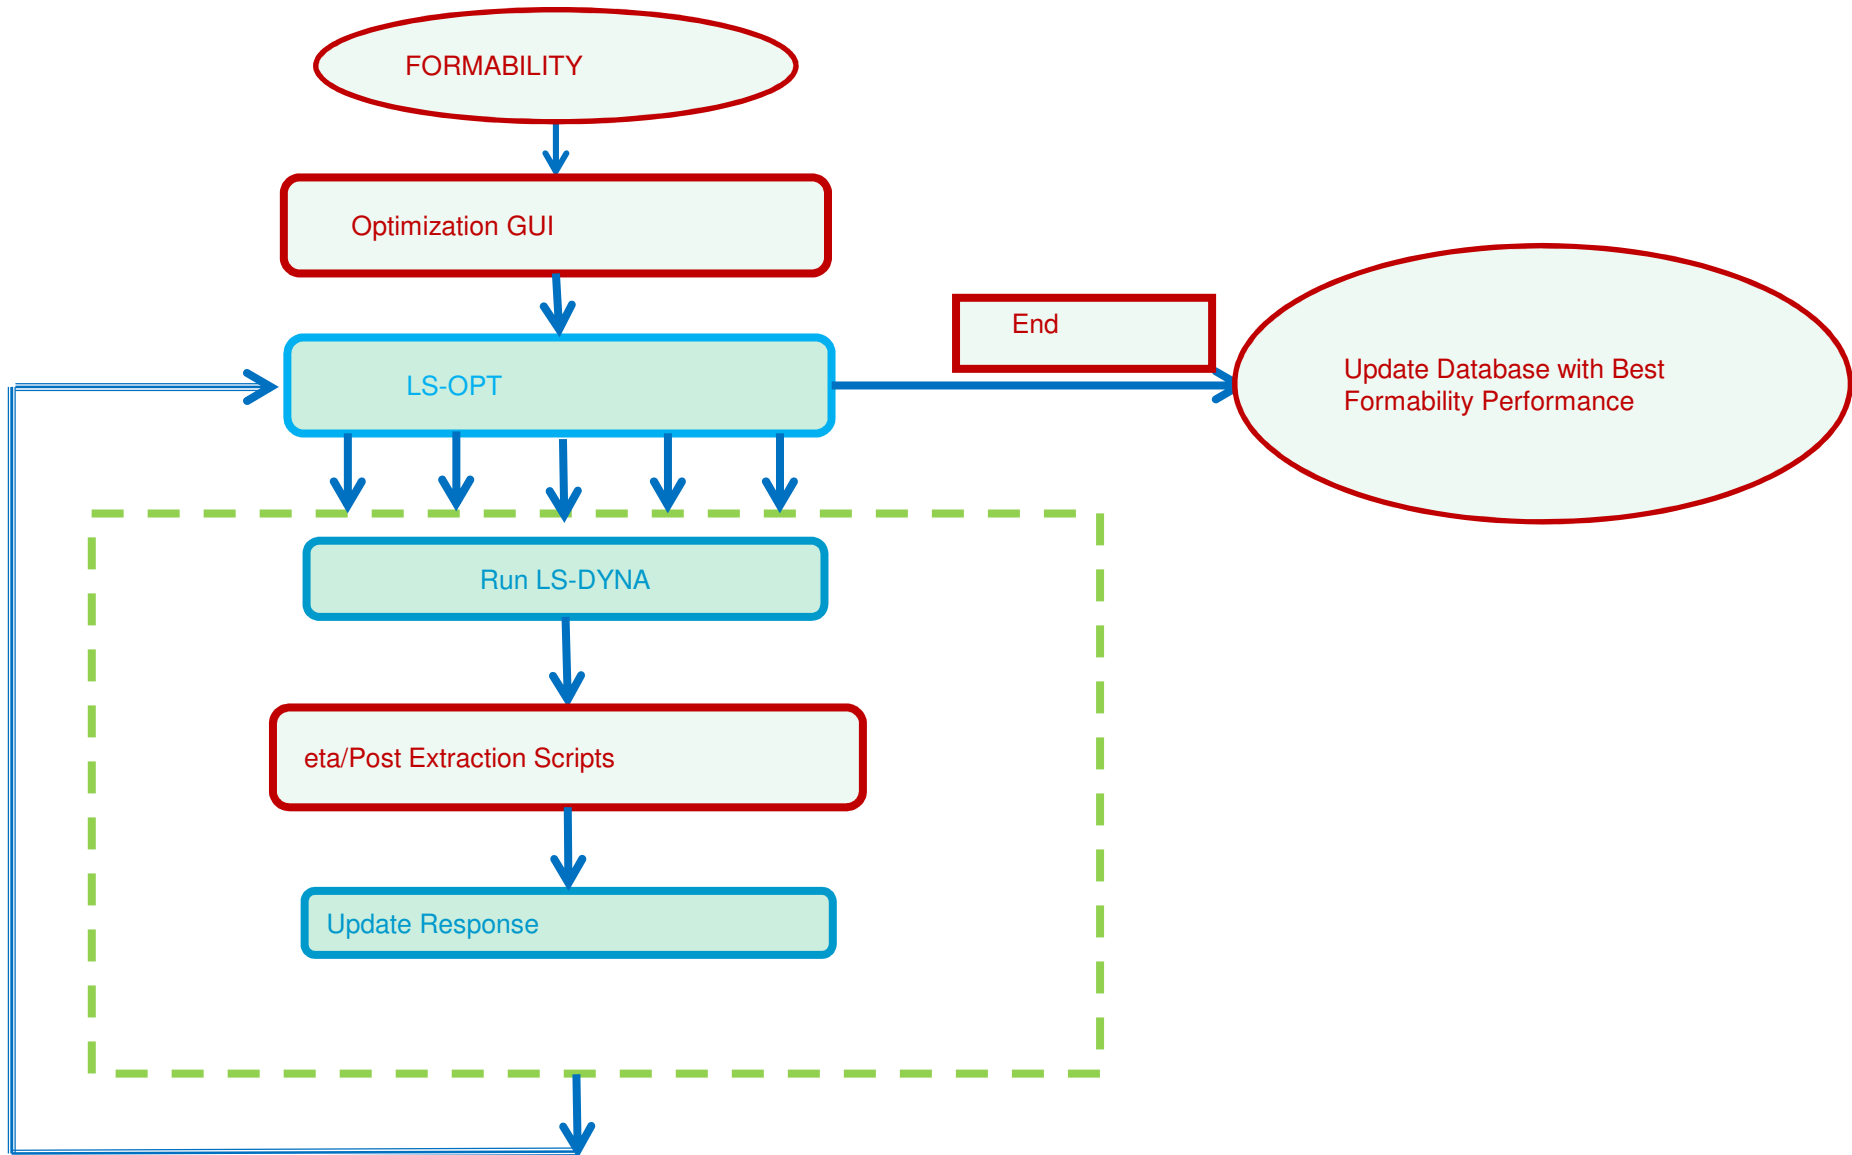 FORMABILITY
Optimization GUI
End
LS-OPT
Update Database with Best
Formability Performance
Run LS-DYNA
eta/Post Extraction Scripts
Update Response